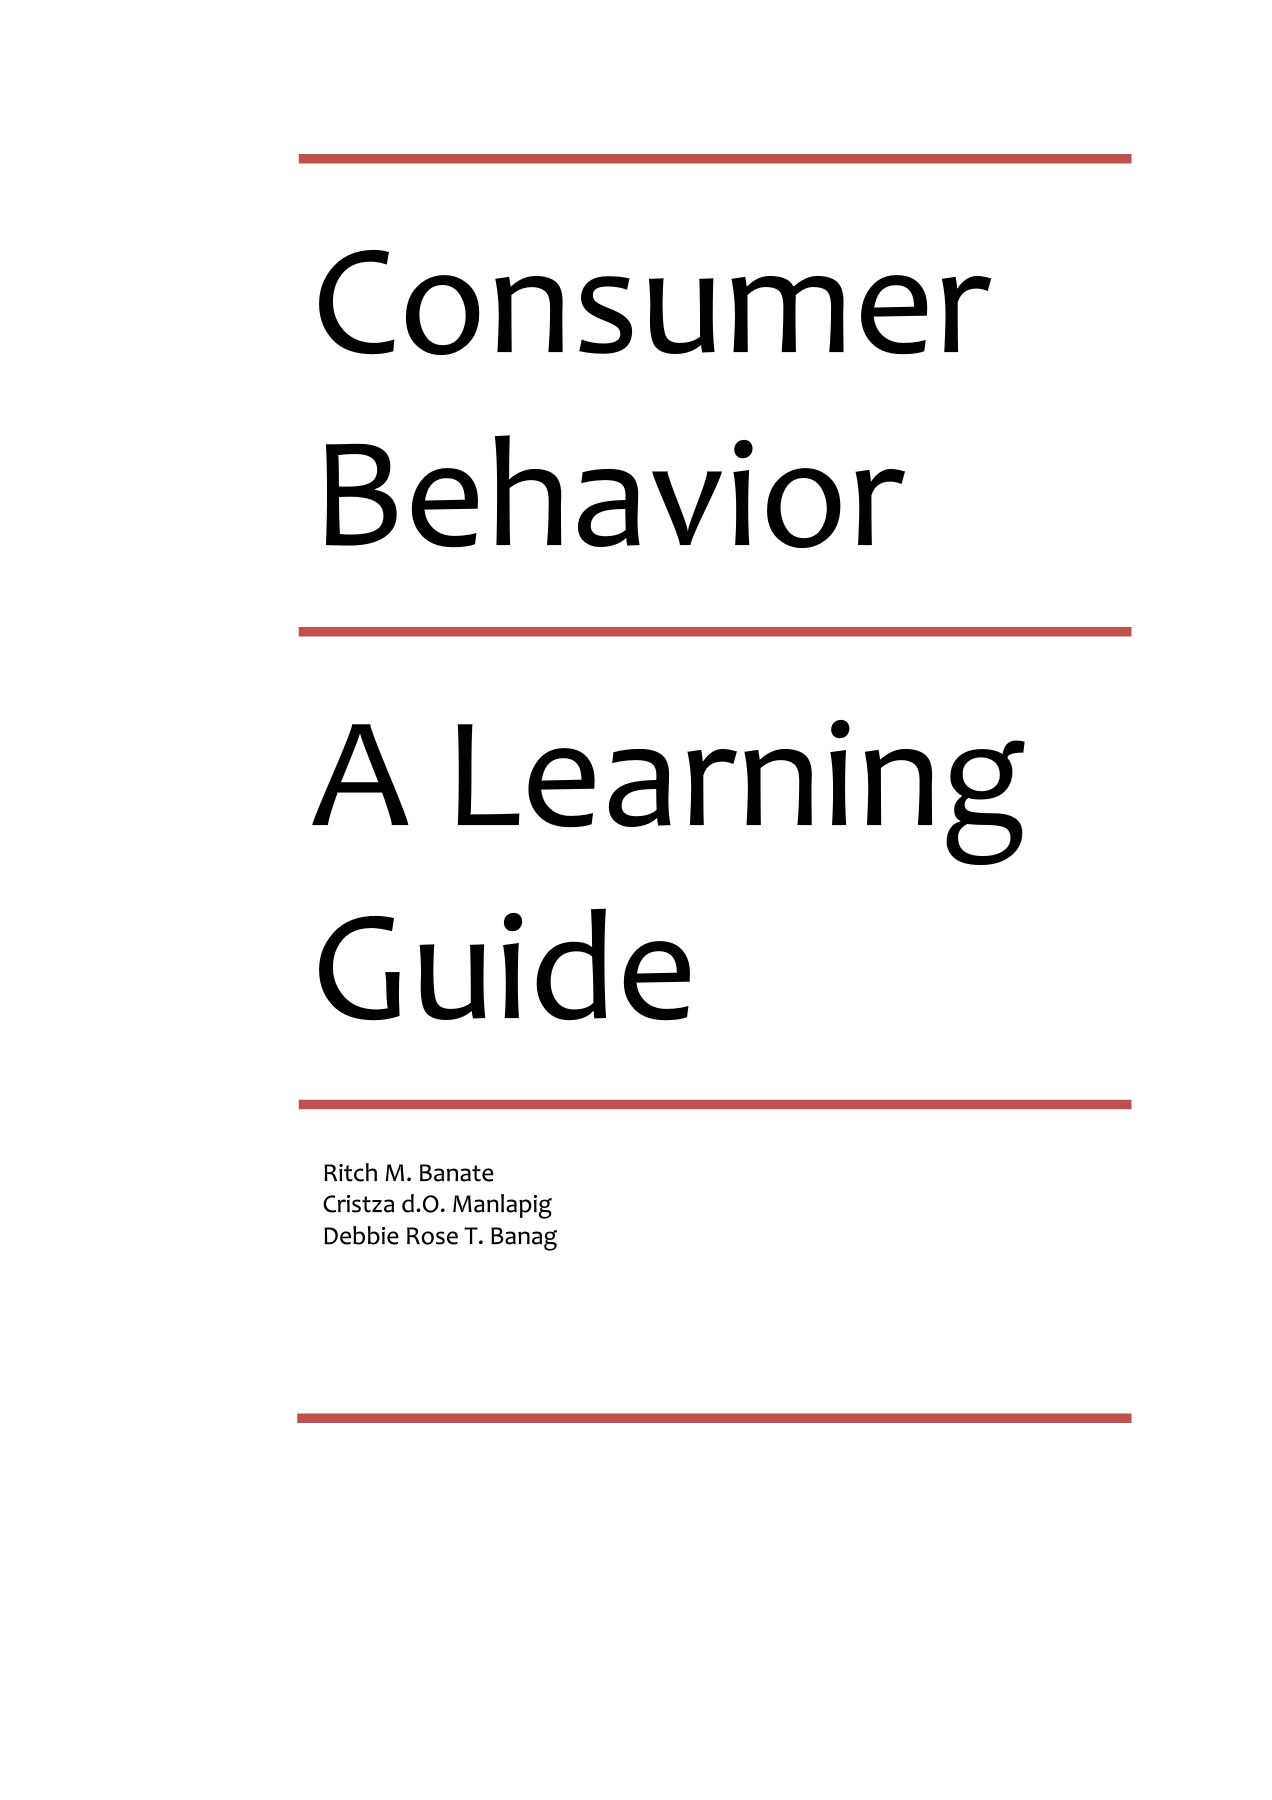 Consumer
Behavior
A Learning
Guide
Ritch M. Banate
Cristza d.O. Manlapig
Debbie Rose T. Banag